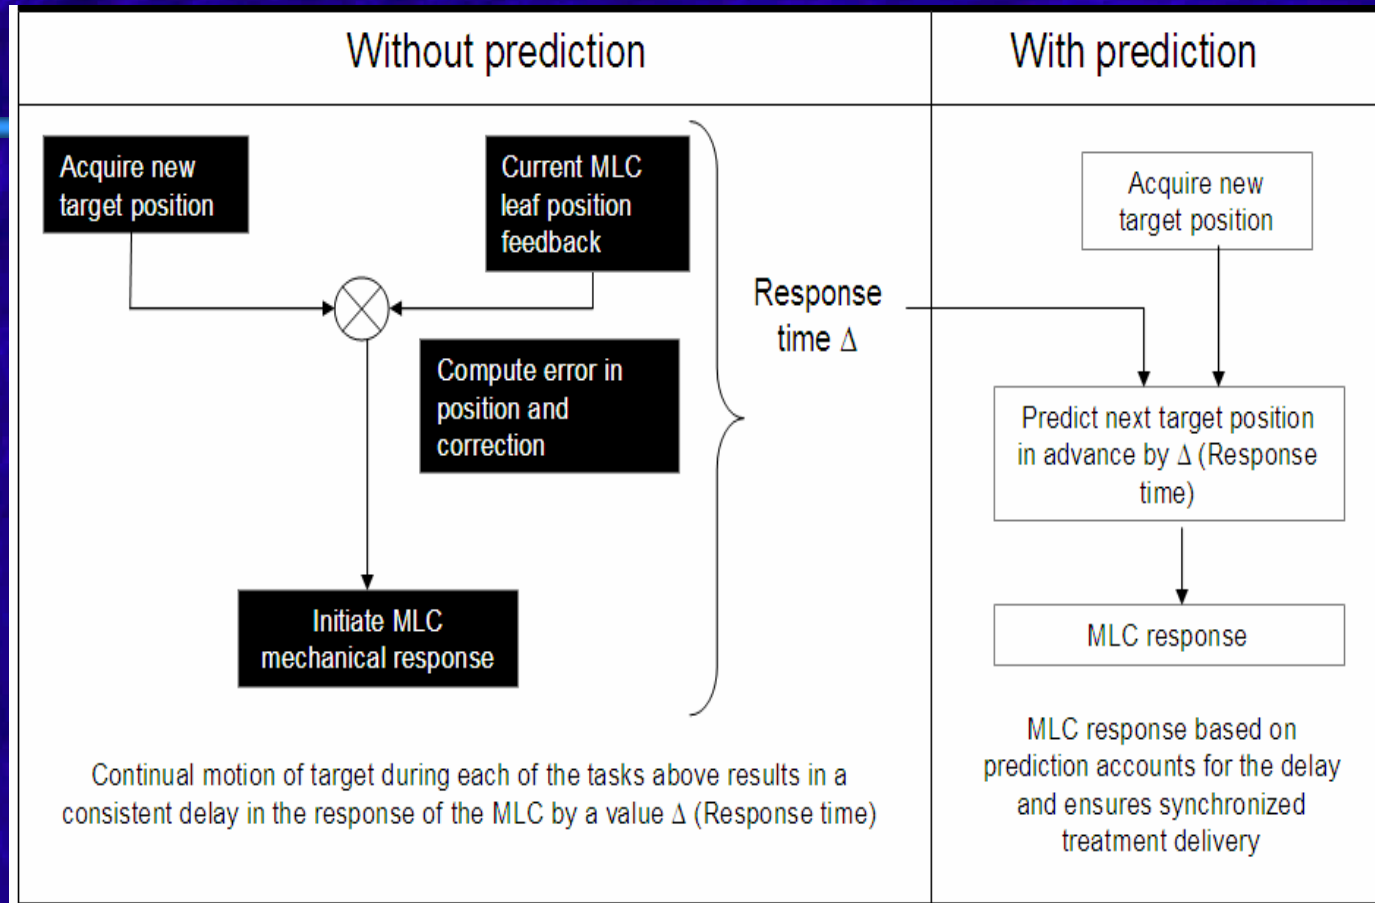 Without prediction
With prediction
Acquire new
target position
Current MLC
leaf position
feedback
Compute error in
position and
correction
Initiate MLC
mechanical response
Response
time Δ
Continual motion of target during each of the tasks above results in a
consistent delay in the response of the MLC by a value Δ (Response time)
Acquire new
target position
Predict next target position
in advance by Δ (Response
time)
MLC response
MLC response based on
prediction accounts for the delay
and ensures synchronized
treatment delivery